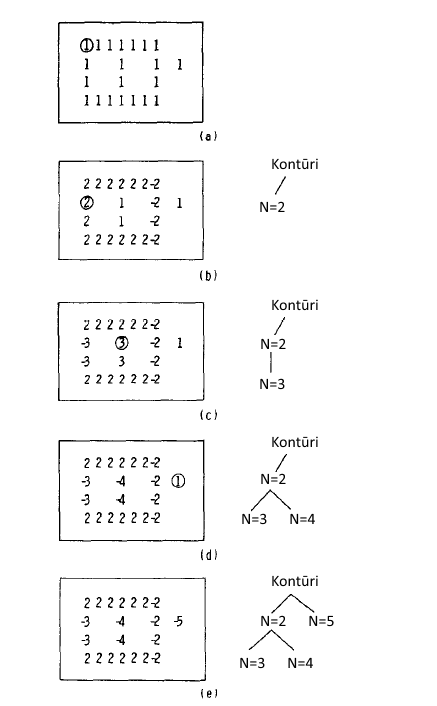 1 1 1 1 1 1 1
1 1 1 1
1 1 1
1 1 1 1 1 1 1
(a)
2 2 2 2 2 2 -2
2 1 -2 1
2 1 -2
2 2 2 2 2 2 -2
Kontūri
N=2
(b)
2 2 2 2 2 2 -2
-3 3 -2 1
-3 3 -2
2 2 2 2 2 2 -2
Kontūri
N=2
N=3
(c)
2 2 2 2 2 2 -2
-3 -4 -2 1
-3 -4 -2
2 2 2 2 2 2 -2
Kontūri
N=2
N=3 N=4
(d)
2 2 2 2 2 2 -2
-3 -4 -2 -5
-3 -4 -2
2 2 2 2 2 2 -2
Kontūri
N=2 N=5
N=3 N=4
(e)